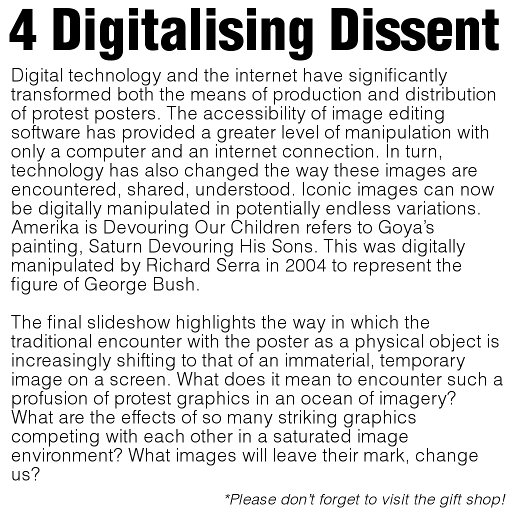 4 Digitalising Dissent
Digital technology and the internet have significantly
transformed both the means of production and distribution
of protest posters. The accessibility of image editing
software has provided a greater level of manipulation with
only a computer and an internet connection. In turn,
technology has also changed the way these images are
encountered, shared, understood. Iconic images can now
be digitally manipulated in potentially endless variations.
Amerika is Devouring Our Children refers to Goya's
painting, Saturn Devouring His Sons. This was digitally
manipulated by Richard Serra in 2004 to represent the
figure of George Bush.
The final slideshow highlights the way in which the
traditional encounter with the poster as a physical object is
increasingly shifting to that of an immaterial, temporary
image on a screen. What does it mean to encounter such a
profusion of protest graphics in an ocean of imagery?
What are the effects of so many striking graphics
competing with each other in a saturated image
environment? What images will leave their mark, change
us?
*Please don't forget to visit the gift shop!